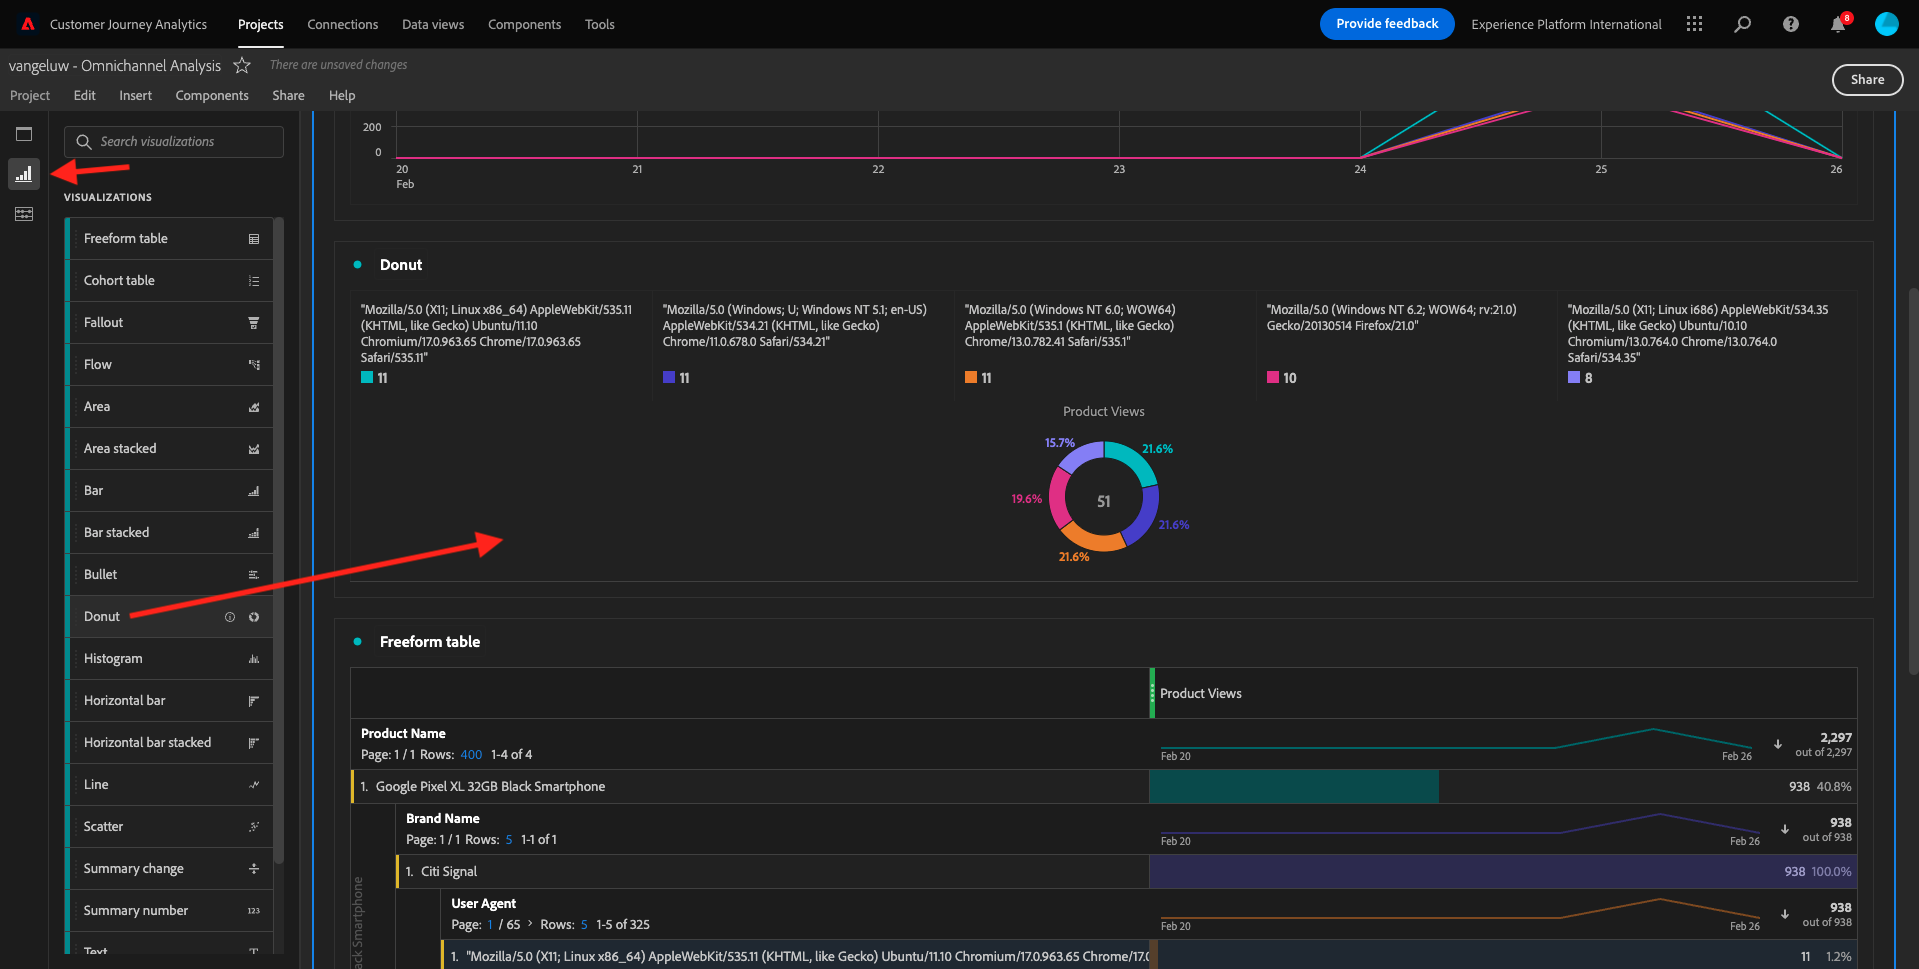 Customer Journey Analytics
Projects
Connections
Data views
Components
Tools
Provide feedback
Experience Platform International
8
vangeluw - Omnichannel Analysis
There are unsaved changes
Share
Project
Edit
Insert
Components
Share
Help
Search visualizations
VISUALIZATIONS
Freeform table
Cohort table
Fallout
Flow
Area
Area stacked
Bar
Bar stacked
Bullet
Donut
Histogram
Horizontal bar
Horizontal bar stacked
Line
Scatter
Summary change
Summary number
123
Text
200
0
20
21
22
23
24
25
26
Feb
Donut
"Mozilla/5.0 (X11; Linux x86_64) AppleWebKit/535.11
(KHTML, like Gecko) Ubuntu/11.10
Chromium/17.0.963.65 Chrome/17.0.963.65
Safari/535.11"
11
"Mozilla/5.0 (Windows; U; Windows NT 5.1; en-US)
AppleWebKit/534.21 (KHTML, like Gecko)
Chrome/11.0.678.0 Safari/534.21"
11
"Mozilla/5.0 (Windows NT 6.0; WOW64)
AppleWebKit/535.1 (KHTML, like Gecko)
Chrome/13.0.782.41 Safari/535.1"
11
"Mozilla/5.0 (Windows NT 6.2; WOW64; rv:21.0)
Gecko/20130514 Firefox/21.0"
10
"Mozilla/5.0 (X11; Linux i686) AppleWebKit/534.35
(KHTML, like Gecko) Ubuntu/10.10
Chromium/13.0.764.0 Chrome/13.0.764.0
Safari/534.35"
8
Product Views
15.7%
21.6%
19.6%
51
21.6%
21.6%
Freeform table
Product Views
Product Name
Page: 1 / 1 Rows: 400 1-4 of 4
Feb 20
Feb 26
2,297
out of 2,297
1. Google Pixel XL 32GB Black Smartphone
938 40.8%
Brand Name
Page: 1 / 1 Rows: 5 1-1 of 1
Feb 20
Feb 26
938
out of 938
1. Citi Signal
938 100.0%
User Agent
Page: 1 / 65 > Rows: 5 1-5 of 325
Feb 20
Feb 26
938
out of 938
1. "Mozilla/5.0 (X11; Linux x86_64) AppleWebKit/535.11 (KHTML, like Gecko) Ubuntu/11.10 Chromium/17.0.963.65 Chrome/17.0
11 1.2%
ack Smartphone